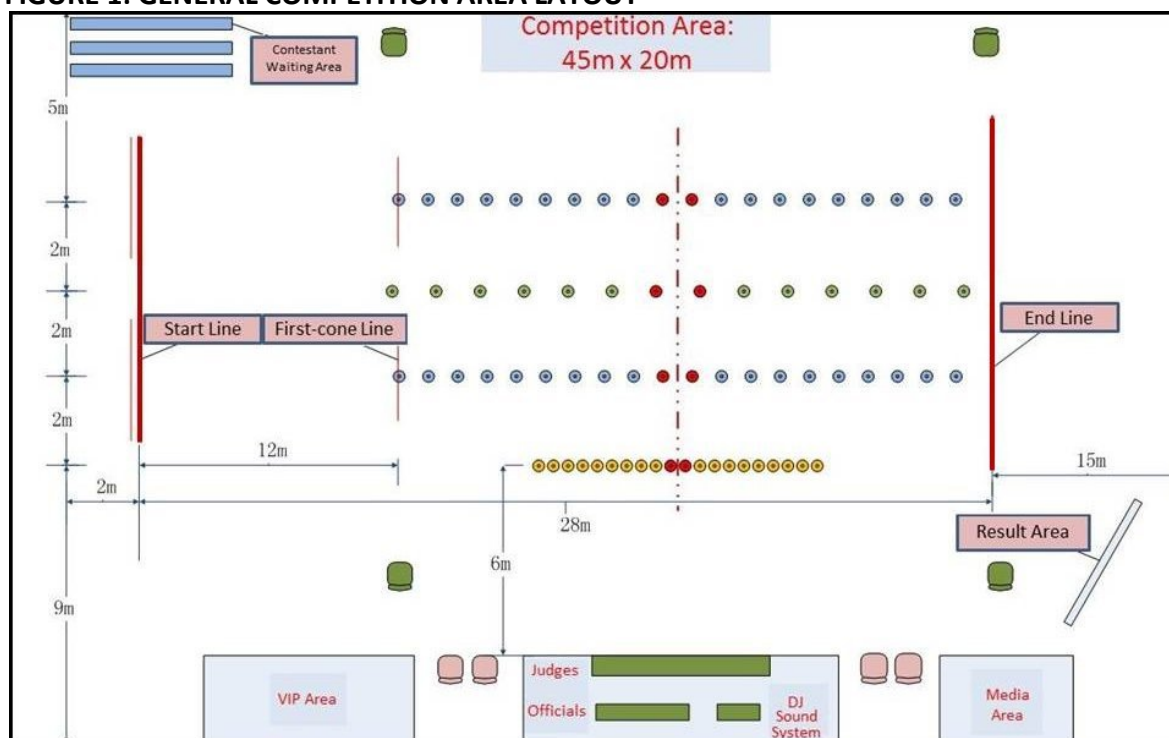 FIGURE 1: GENERAL COMPETITION AREA LAYOUT
Competition Area:
45m x 20m
Contestant
Waiting Area
5m
2m
2m
Start Line
First-cone Line
End Line
2m
12m
15m
2m
28m
Result Area
6m
9m
Judges
VIP Area
Officials
DJ
Sound
System
Media
Area